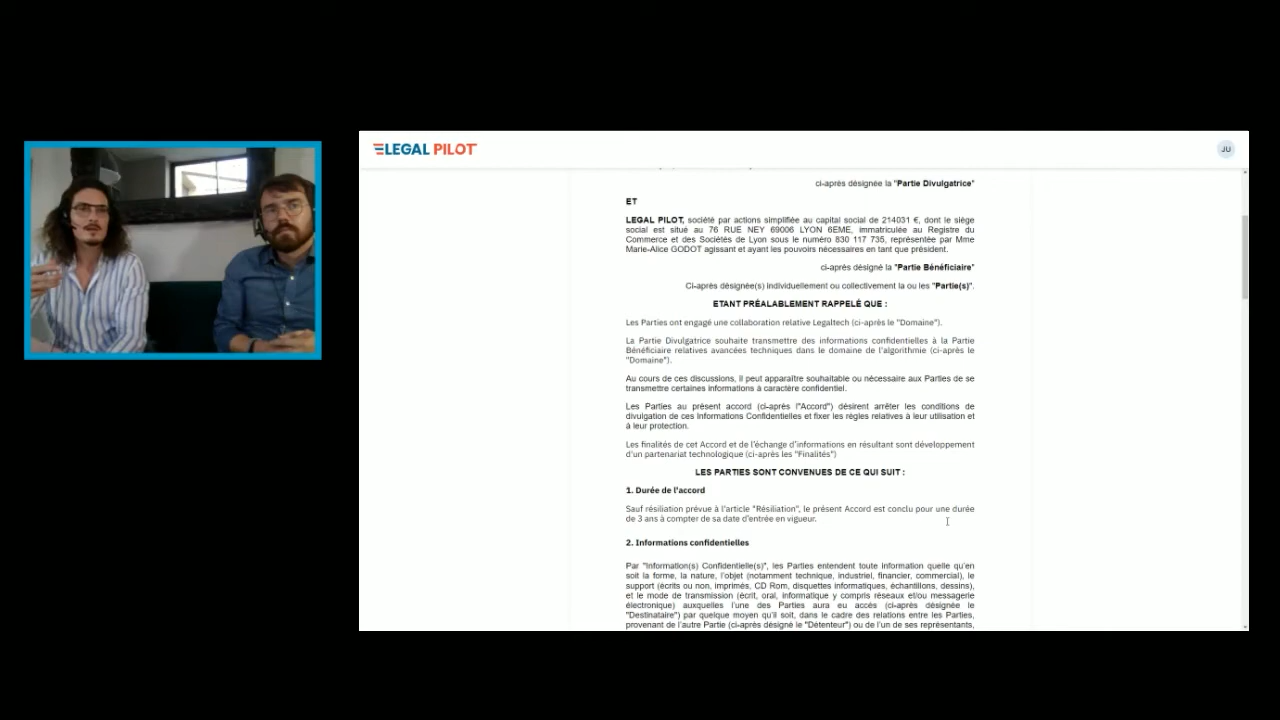 LEGAL PILOT
JU
ci-après désignée la "Partie Divulgatrice"
ET
LEGAL PILOT, société par actions simplifiée au capital social de 214031 €, dont le siège
social est situé au 76 RUE NEY 69006 LYON 6EME, immatriculée au Registre du
Commerce et des Sociétés de Lyon sous le numéro 830 117 735, représentée par Mme
Marie-Alice GODOT agissant et ayant les pouvoirs nécessaires en tant que président.
ci-après désigné la "Partie Bénéficiaire"
Ci-après désignée(s) individuellement ou collectivement la ou les "Partie(s)".
ETANT PRÉALABLEMENT RAPPELÉ QUE :
Les Parties ont engagé une collaboration relative Legaltech (ci-après le "Domaine").
La Partie Divulgatrice souhaite transmettre des informations confidentielles à la Partie
Bénéficiaire relatives avancées techniques dans le domaine de l'algorithmie (ci-après le
"Domaine").
Au cours de ces discussions, il peut apparaître souhaitable ou nécessaire aux Parties de se
transmettre certaines informations à caractère confidentiel.
Les Parties au présent accord (ci-après l'"Accord") désirent arrêter les conditions de
divulgation de ces Informations Confidentielles et fixer les règles relatives à leur utilisation et
à leur protection.
Les finalités de cet Accord et de l'échange d'informations en résultant sont développement
d'un partenariat technologique (ci-après les "Finalités")
LES PARTIES SONT CONVENUES DE CE QUI SUIT :
1. Durée de l'accord
Sauf résiliation prévue à l'article "Résiliation", le présent Accord est conclu pour une durée
de 3 ans à compter de sa date d'entrée en vigueur.
2. Informations confidentielles
Par "Information(s) Confidentielle(s)", les Parties entendent toute information quelle qu'en
soit la forme, la nature, l'objet (notamment technique, industriel, financier, commercial), le
support (écrits ou non, imprimés, CD Rom, disquettes informatiques, échantillons, dessins),
et le mode de transmission (écrit, oral, informatique y compris réseaux et/ou messagerie
électronique) auxquelles l'une des Parties aura eu accès (ci-après désignée le
"Destinataire") par quelque moyen qu'il soit, dans le cadre des relations entre les Parties,
provenant de l'autre Partie (ci-après désigné le "Détenteur") ou de l'un de ses représentants,